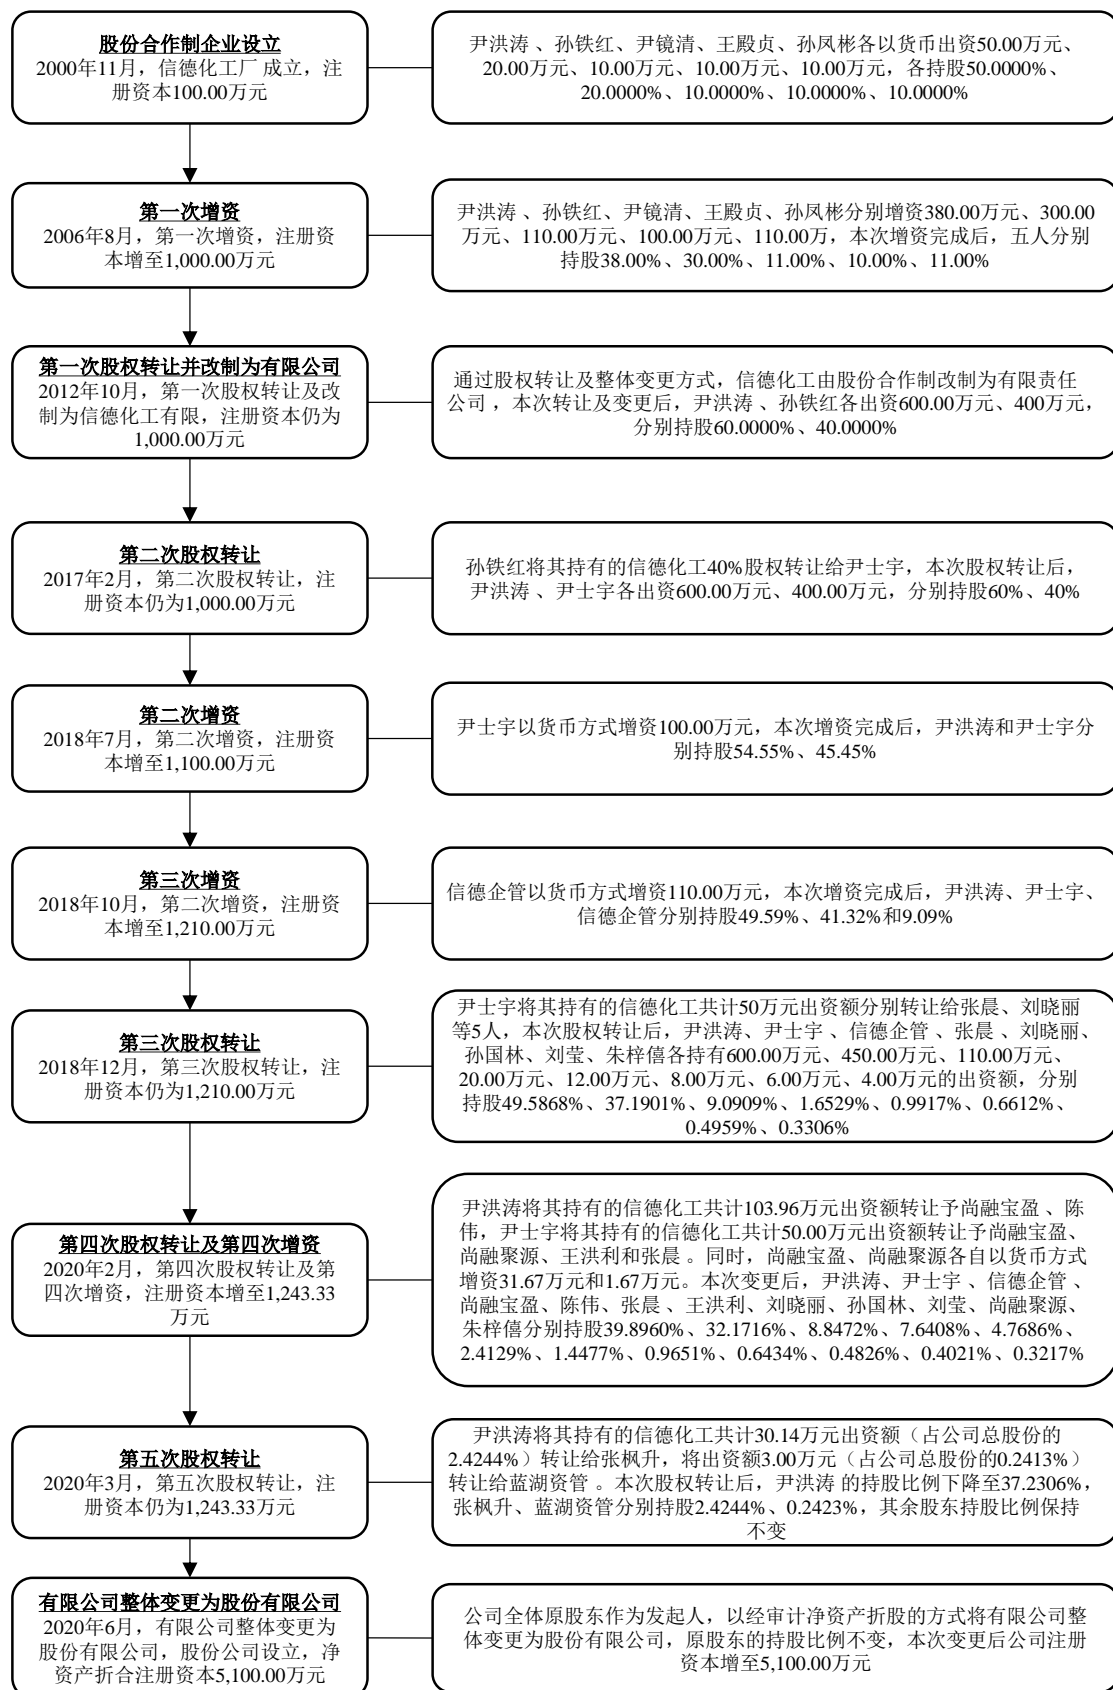 股份合作制企业设立
2000年11月，信德化工厂 成立，注
册资本100.00万元
尹洪涛 、孙铁红、尹镜清、王殿贞、孙凤彬各以货币出资50.00万元、
20.00万元、10.00万元、10.00万元、10.00万元，各持股50.0000%、
20.0000%、10.0000%、10.0000%、10.0000%
第一次增资
2006年8月，第一次增资，注册资
本增至1,000.00万元
尹洪涛 、孙铁红、尹镜清、王殿贞、孙凤彬分别增资380.00万元、300.00
万元、110.00万元、100.00万元、110.00万，本次增资完成后，五人分别
持股38.00%、30.00%、11.00%、10.00%、11.00%
第一次股权转让并改制为有限公司
2012年10月，第一次股权转让及改
制为信德化工有限，注册资本仍为
1,000.00万元
通过股权转让及整体变更方式，信德化工由股份合作制改制为有限责任
公司 ，本次转让及变更后，尹洪涛 、孙铁红各出资600.00万元、400万元，
分别持股60.0000%、40.0000%
第二次股权转让
2017年2月，第二次股权转让，注
册资本仍为1,000.00万元
孙铁红将其持有的信德化工40%股权转让给尹士宇，本次股权转让后，
尹洪涛 、尹士宇各出资600.00万元、400.00万元，分别持股60%、40%
第二次增资
2018年7月，第二次增资，注册资
本增至1,100.00万元
尹士宇以货币方式增资100.00万元，本次增资完成后，尹洪涛和尹士宇分
别持股54.55%、45.45%
第三次增资
2018年10月，第二次增资，注册资
本增至1,210.00万元
信德企管以货币方式增资110.00万元，本次增资完成后，尹洪涛、尹士宇、
信德企管分别持股49.59%、41.32%和9.09%
第三次股权转让
2018年12月，第三次股权转让，注
册资本仍为1,210.00万元
尹士宇将其持有的信德化工共计50万元出资额分别转让给张晨、刘晓丽
等5人，本次股权转让后，尹洪涛、尹士宇 、信德企管 、张晨 、刘晓丽、
孙国林、刘莹、朱梓僖各持有600.00万元、450.00万元、110.00万元、
20.00万元、12.00万元、8.00万元、6.00万元、4.00万元的出资额，分别
持股49.5868%、37.1901%、9.0909%、1.6529%、0.9917%、0.6612%、
0.4959%、0.3306%
第四次股权转让及第四次增资
2020年2月，第四次股权转让及第
四次增资，注册资本增至1,243.33
万元
尹洪涛将其持有的信德化工共计103.96万元出资额转让予尚融宝盈 、陈
伟，尹士宇将其持有的信德化工共计50.00万元出资额转让予尚融宝盈、
尚融聚源、王洪利和张晨 。同时，尚融宝盈、尚融聚源各自以货币方式
增资31.67万元和1.67万元。本次变更后，尹洪涛、尹士宇 、信德企管 、
尚融宝盈、陈伟、张晨 、王洪利、刘晓丽、孙国林、刘莹、尚融聚源、
朱梓僖分别持股39.8960%、32.1716%、8.8472%、7.6408%、4.7686%、
2.4129%、1.4477%、0.9651%、0.6434%、0.4826%、0.4021%、0.3217%
第五次股权转让
2020年3月，第五次股权转让，注
册资本仍为1,243.33万元
尹洪涛将其持有的信德化工共计30.14万元出资额（占公司总股份的
2.4244%）转让给张枫升，将出资额3.00万元（占公司总股份的0.2413%）
转让给蓝湖资管 。本次股权转让后，尹洪涛 的持股比例下降至37.2306%，
张枫升、蓝湖资管分别持股2.4244%、0.2423%，其余股东持股比例保持
不变
有限公司整体变更为股份有限公司
2020年6月，有限公司整体变更为
股份有限公司，股份公司设立，净
资产折合注册资本5,100.00万元
公司全体原股东作为发起人，以经审计净资产折股的方式将有限公司整
体变更为股份有限公司，原股东的持股比例不变，本次变更后公司注册
资本增至5,100.00万元